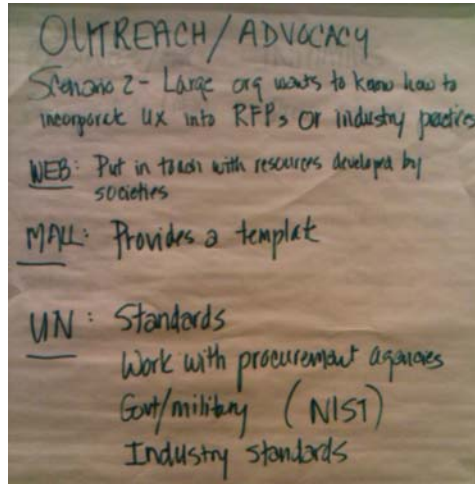 OUTREACH/ADVOCACY
Scenario 2 - Large org wants to know how to
incorporate UX into RFPs or industry practices
WEB: Put in touch with resources developed by
societies
MALL: Provides a template
UN: Standards
Work with procurement agencies
Govt/military (NIST)
Industry standards